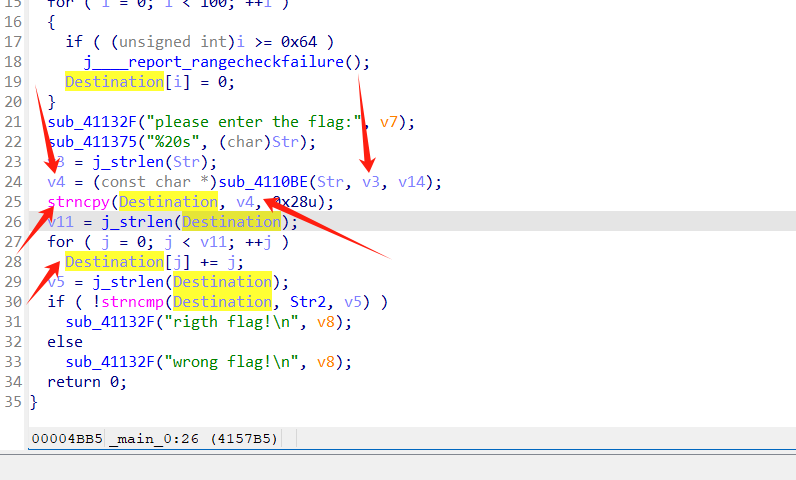 15 for ( i = 0; i < 100; ++i )
16 {
17 if ( (unsigned int)i >= 0x64 )
18 j____report_rangecheckfailure();
19 Destination[i] = 0;
20 }
21 sub_41132F("please enter the flag:", v7);
22 sub_411375("%20s", (char)Str);
23 v3 = j_strlen(Str);
24 v4 = (const char *)sub_4110BE(Str, v3, v14);
25 strncpy(Destination, v4, 0x28u);
26 v11 = j_strlen(Destination);
27 for ( j = 0; j < v11; ++j )
28 Destination[j] += j;
29 v5 = j_strlen(Destination);
30 if ( !strncmp(Destination, Str2, v5) )
31 sub_41132F("rigth flag!\n", v8);
32 else
33 sub_41132F("wrong flag!\n", v8);
34 return 0;
35 }
00004BB5 _main_0:26 (4157B5)